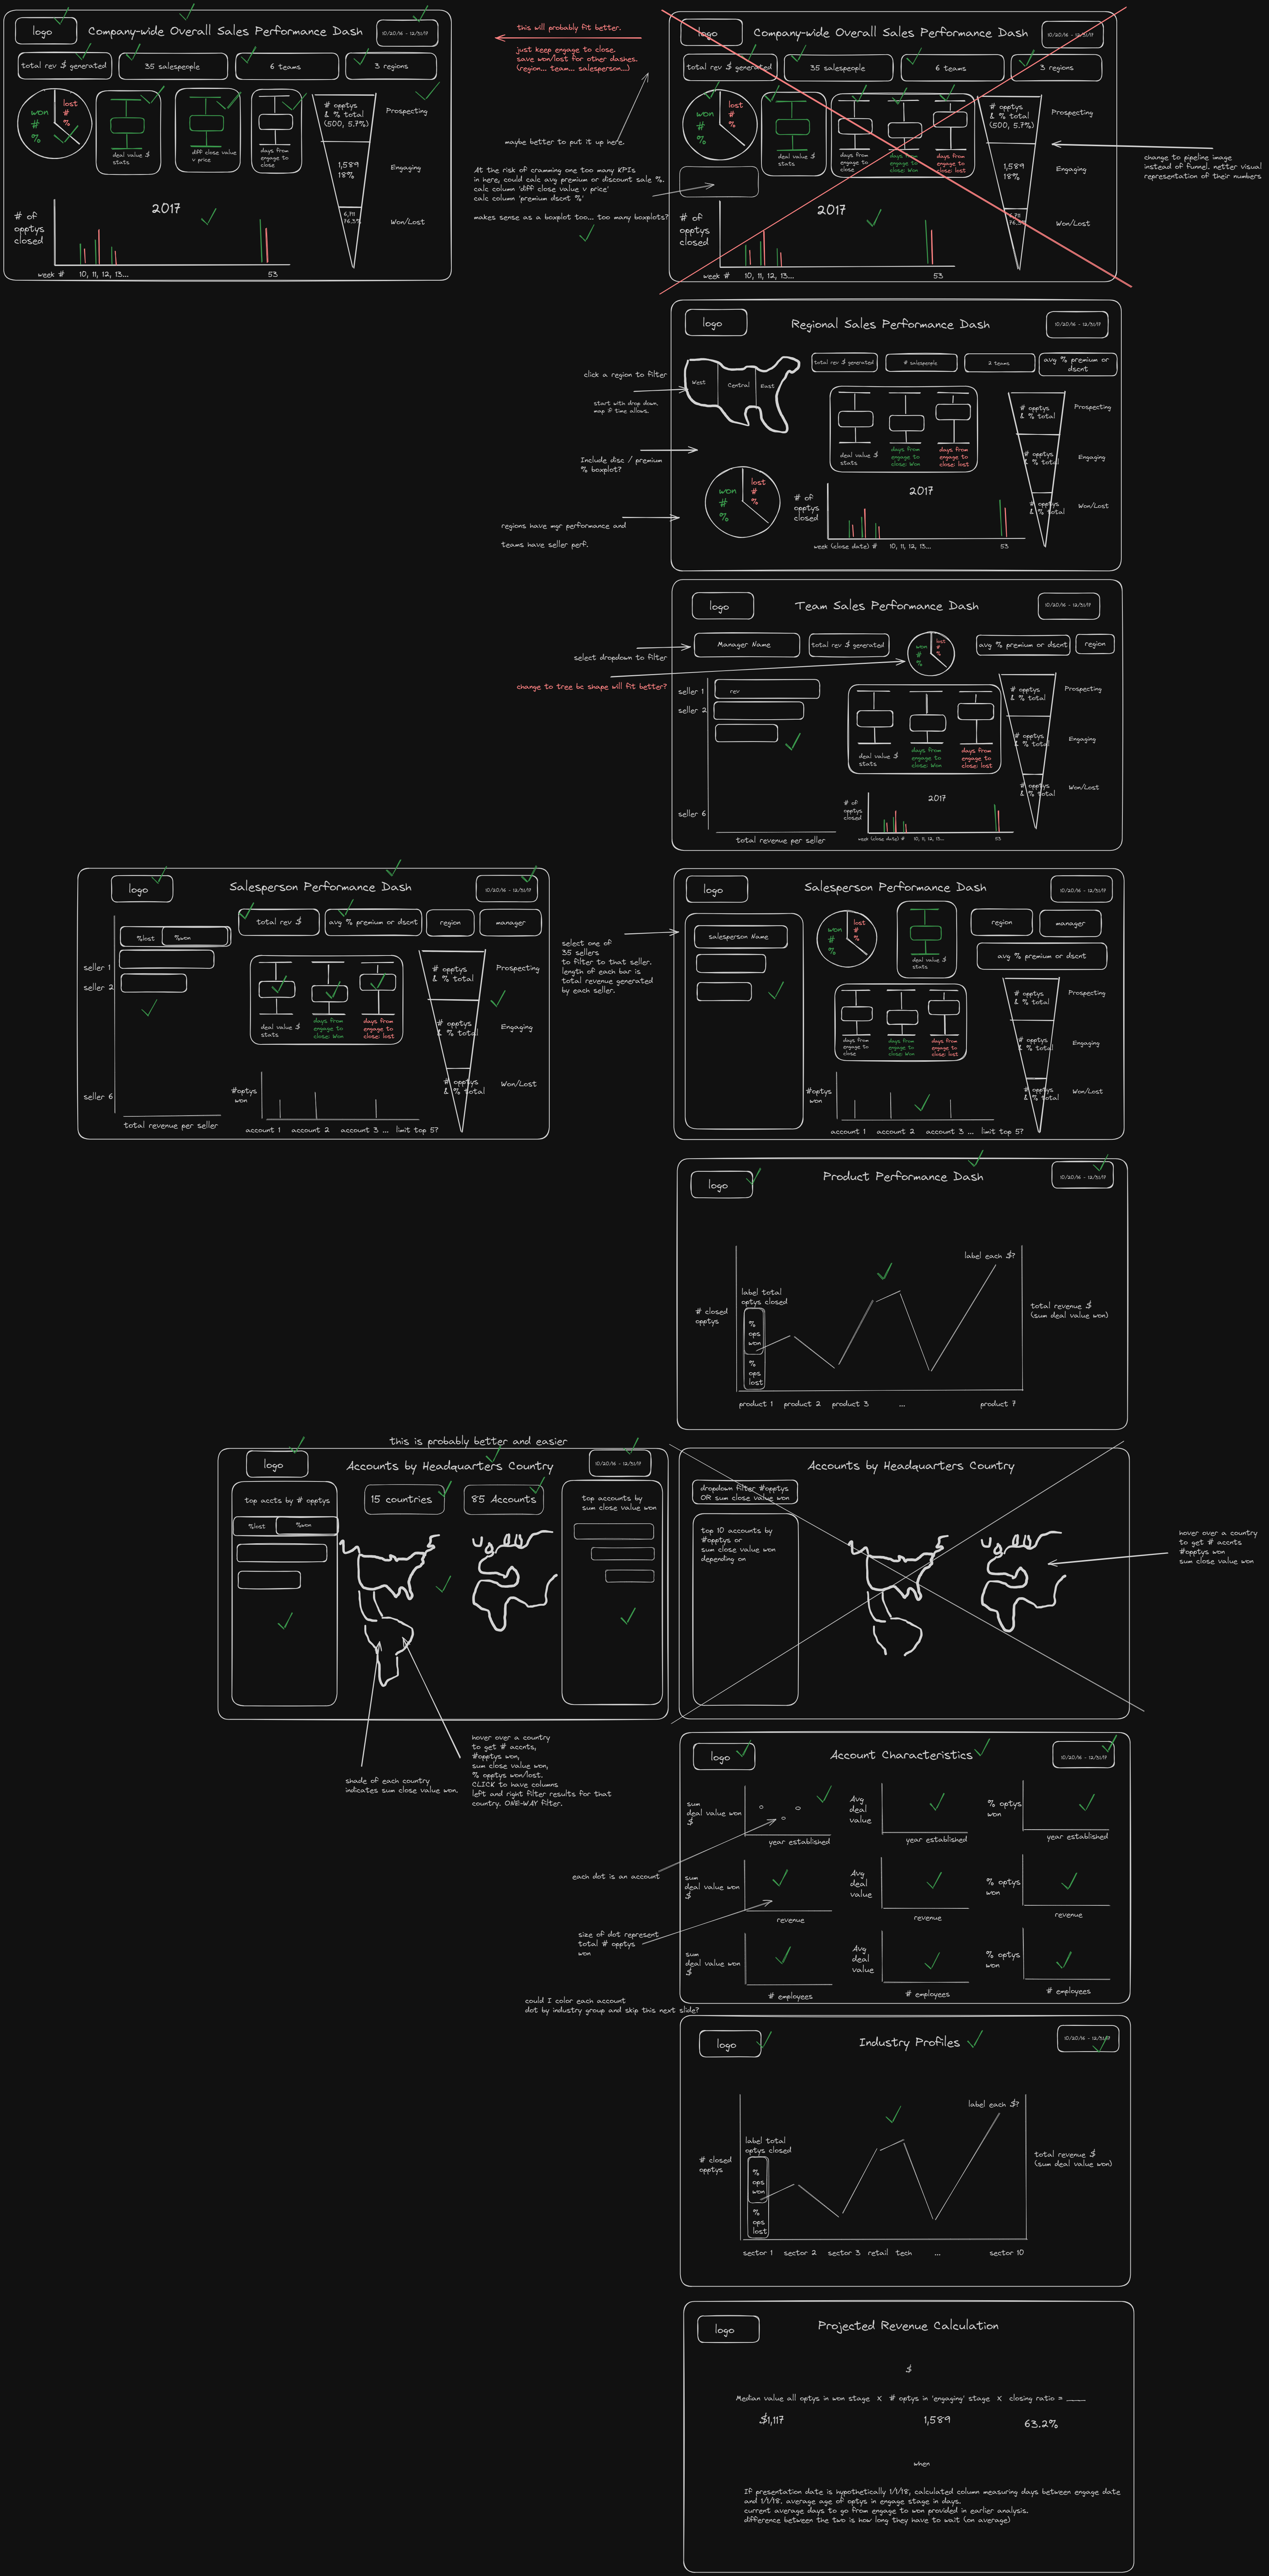 logo
Company-wide Overall Sales Performance Dash
10/20/16 - 12/31/17
total rev $ generated
35 salespeople
6 teams
3 regions
won
#
%
lost
#
%
deal value $
stats
diff close value
v price
days from
engage to
close
# opptys
& % total
(500, 5.7%)
Prospecting
1,589
18%
Engaging
6,711
76.3%
Won/Lost
# of
opptys
closed
2017
week #
10, 11, 12, 13...
53
this will probably fit better.
just keep engage to close.
save won/lost for other dashes.
(region... team... salesperson...)
maybe better to put it up here.
At the risk of cramming one too many KPIs
in here, could calc avg premium or discount sale %.
calc column 'diff close value v price'
calc column 'premium dscnt %'
makes sense as a boxplot too... too many boxplots?
logo
Company-wide Overall Sales Performance Dash
10/20/16 - 12/31/17
total rev $ generated
35 salespeople
6 teams
3 regions
won
#
%
lost
#
%
deal value $
stats
days from
engage to
close
days from
engage to
close: Won
days from
engage to
close: lost
# opptys
& % total
(500, 5.7%)
Prospecting
1,589
18%
Engaging
6,711
76.3%
Won/Lost
# of
opptys
closed
2017
week #
10, 11, 12, 13...
53
change to pipeline image
instead of funnel. netter visual
representation of their numbers
logo
Regional Sales Performance Dash
10/20/16 - 12/31/17
click a region to filter
start with drop down.
map if time allows.
West
Central
East
total rev $ generated
# salespeople
2 teams
avg % premium or
dscnt
deal value $
stats
days from
engage to
close: Won
days from
engage to
close: lost
# opptys
& % total
Prospecting
# opptys
& % total
Engaging
# opptys
& % total
Won/Lost
Include disc / premium
% boxplot?
won
#
%
lost
#
%
regions have mgr performance and
teams have seller perf.
# of
opptys
closed
2017
week (close date) #
10, 11, 12, 13...
53
logo
Team Sales Performance Dash
10/20/16 - 12/31/17
select dropdown to filter
Manager Name
total rev $ generated
won
#
%
lost
#
%
avg % premium or dscnt
region
change to tree bc shape will fit better?
seller 1
rev
seller 2
seller 6
total revenue per seller
deal value $
stats
days from
engage to
close: Won
days from
engage to
close: lost
# opptys
& % total
Prospecting
# opptys
& % total
Engaging
# opptys
& % total
Won/Lost
# of
opptys
closed
2017
week (close date) #
10, 11, 12, 13...
53
logo
Salesperson Performance Dash
10/20/16 - 12/31/17
%lost
%won
total rev $
avg % premium or dscnt
region
manager
seller 1
seller 2
seller 6
total revenue per seller
deal value $
stats
days from
engage to
close: Won
days from
engage to
close: lost
# opptys
& % total
Prospecting
# opptys
& % total
Engaging
# opptys
& % total
Won/Lost
#optys
won
account 1
account 2
account 3 ...
limit top 5?
select one of
35 sellers
to filter to that seller.
length of each bar is
total revenue generated
by each seller.
logo
Salesperson Performance Dash
10/20/16 - 12/31/17
salesperson Name
won
#
%
lost
#
%
deal value $
stats
region
manager
avg % premium or dscnt
days from
engage to
close
days from
engage to
close: Won
days from
engage to
close: lost
# opptys
& % total
Prospecting
# opptys
& % total
Engaging
# opptys
& % total
Won/Lost
#optys
won
account 1
account 2
account 3 ...
limit top 5?
logo
Product Performance Dash
10/20/16 - 12/31/17
label each $?
label total
optys closed
# closed
opptys
%
ops
won
%
ops
lost
total revenue $
(sum deal value won)
product 1
product 2
product 3
...
product 7
this is probably better and easier
logo
Accounts by Headquarters Country
10/20/16 - 12/31/17
top accts by # opptys
15 countries
85 Accounts
top accounts by
sum close value won
%lost
%won
shade of each country
indicates sum close value won.
hover over a country
to get # accnts,
#opptys won,
sum close value won,
% opptys won/lost.
CLICK to have columns
left and right filter results for that
country. ONE-WAY filter.
Accounts by Headquarters Country
dropdown filter #opptys
OR sum close value won
top 10 accounts by
#opptys or
sum close value won
depending on
hover over a country
to get # accnts
#opptys won
sum close value won
logo
Account Characteristics
10/20/16 - 12/31/17
sum
deal value won
$
year established
Avg
deal
value
year established
% optys
won
year established
each dot is an account
sum
deal value won
$
revenue
Avg
deal
value
revenue
% optys
won
revenue
size of dot represent
total # opptys
won
sum
deal value won
$
# employees
Avg
deal
value
# employees
% optys
won
# employees
could I color each account
dot by industry group and skip this next slide?
logo
Industry Profiles
10/20/16 - 12/31/17
label each $?
label total
optys closed
# closed
opptys
%
ops
won
%
ops
lost
total revenue $
(sum deal value won)
sector 1
sector 2
sector 3
retail
tech
...
sector 10
logo
Projected Revenue Calculation
$
Median value all optys in won stage x # optys in 'engaging' stage x closing ratio = ____
$1,117
1,589
63.2%
when
If presentation date is hypothetically 1/1/18, calculated column measuring days between engage date
and 1/1/18. average age of optys in engage stage in days.
current average days to go from engage to won provided in earlier analysis.
difference between the two is how long they have to wait (on average)